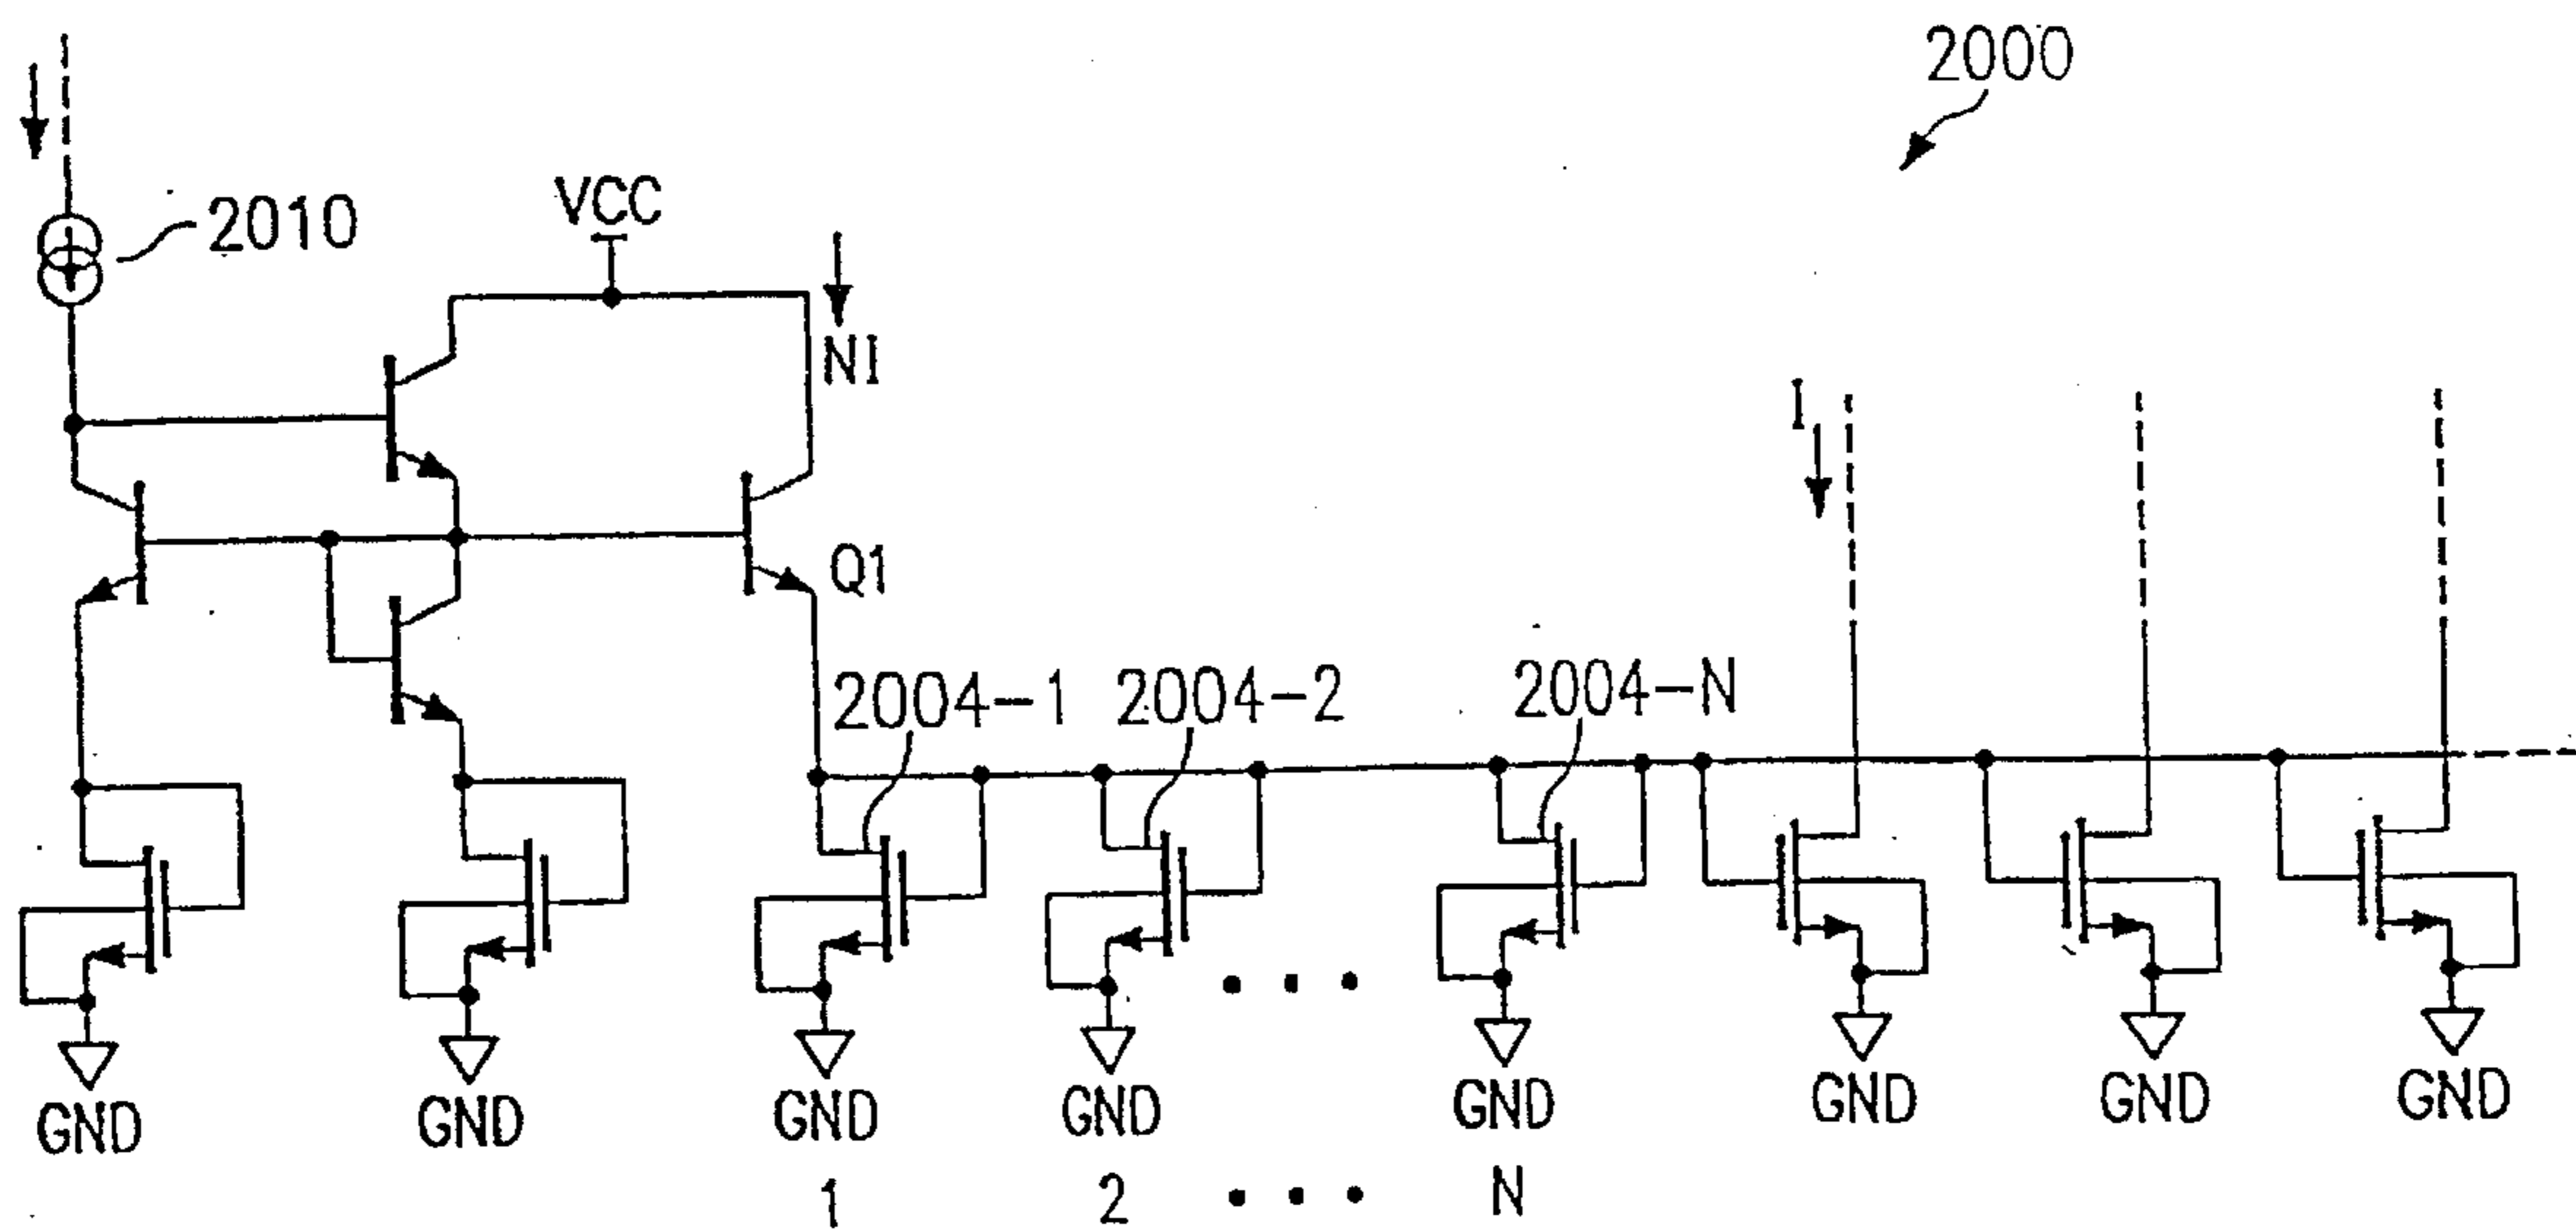 2000
2010
VCC
NI
I
Q1
2004-1 2004-2 2004-N
GND GND GND GND GND GND GND GND
1 2 • • • N